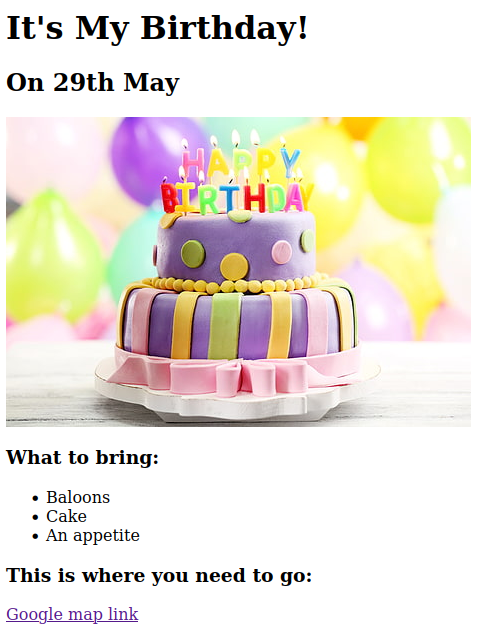 It's My Birthday!
On 29th May
HAPPY
BIRTHDAY
What to bring:
Baloons
Cake
An appetite
This is where you need to go:
Google map link